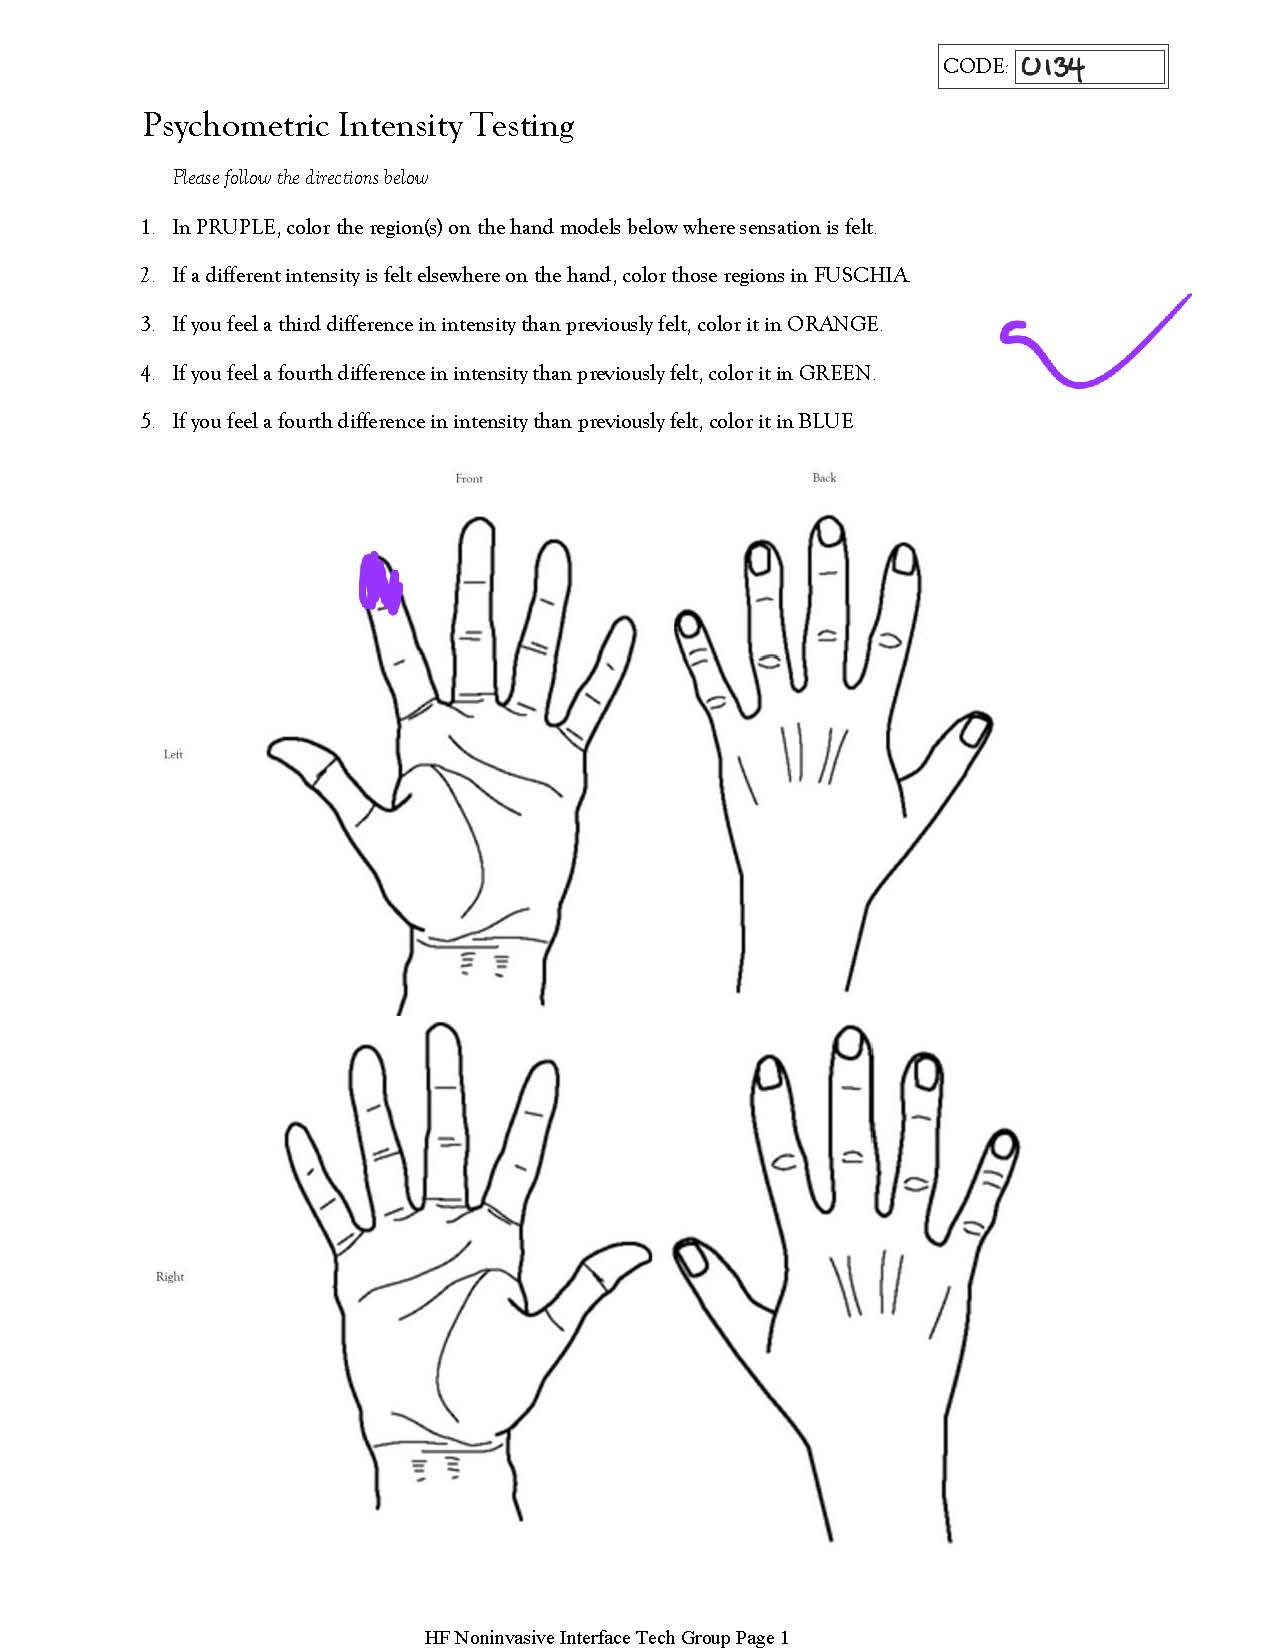 CODE: U134
Psychometric Intensity Testing
Please follow the directions below
1. In PRUPLE, color the region(s) on the hand models below where sensation is felt.
2. If a different intensity is felt elsewhere on the hand, color those regions in FUSCHIA.
3. If you feel a third difference in intensity than previously felt, color it in ORANGE.
4. If you feel a fourth difference in intensity than previously felt, color it in GREEN.
5. If you feel a fourth difference in intensity than previously felt, color it in BLUE
Front Back
Left
Right
HF Noninvasive Interface Tech Group Page 1